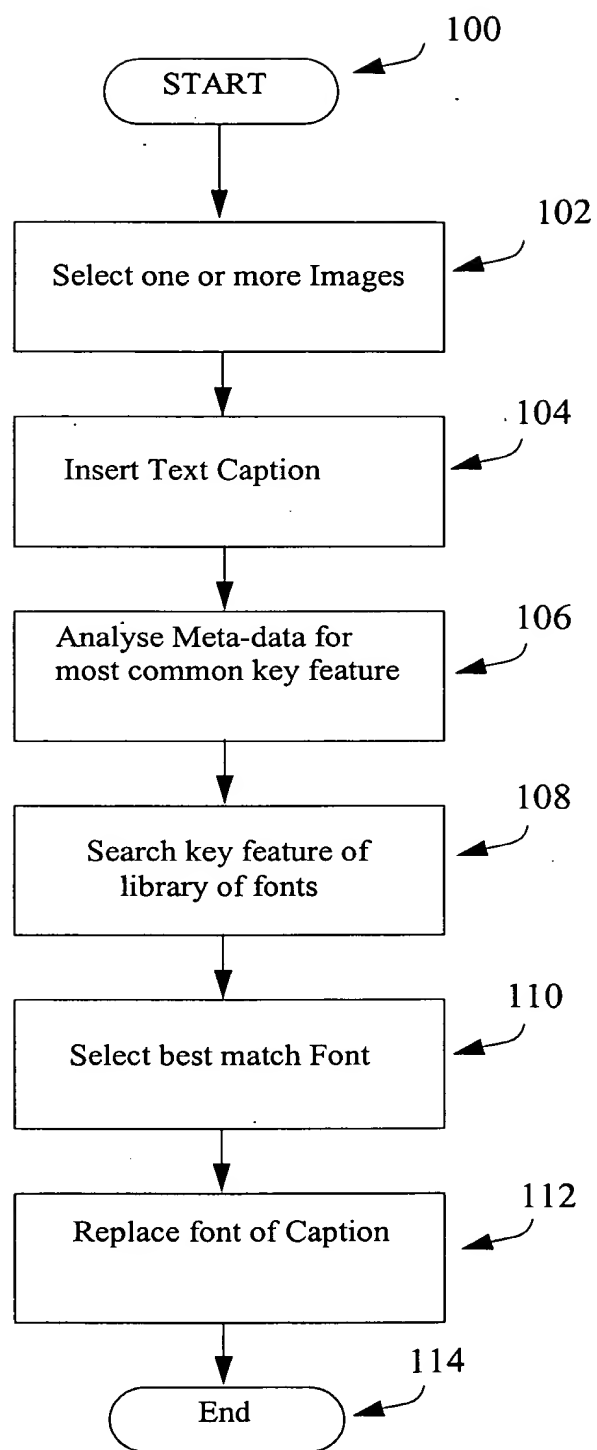 100
START
102
Select one or more Images
104
Insert Text Caption
106
Analyse Meta-data for
most common key feature
108
Search key feature of
library of fonts
110
Select best match Font
112
Replace font of Caption
114
End